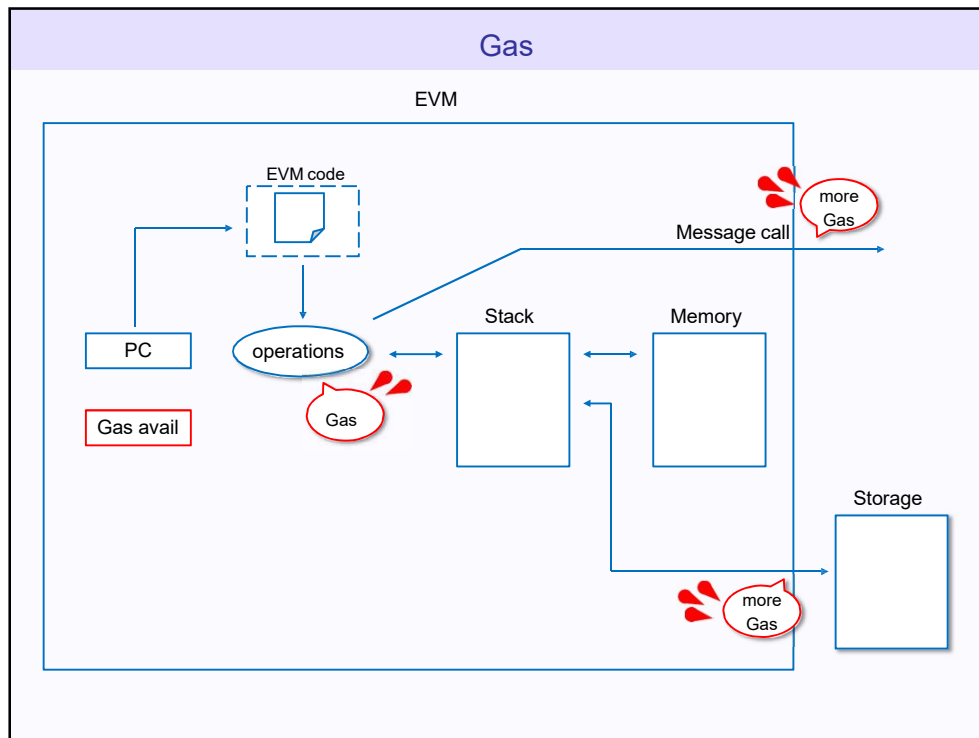 Gas
EVM
EVM code
more
Gas
Message call
Stack
Memory
PC
operations
Gas avail
Gas
Storage
more
Gas